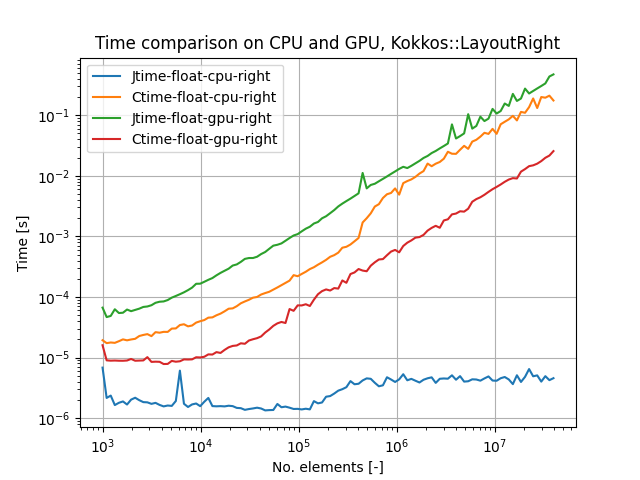 Time comparison on CPU and GPU, Kokkos::LayoutRight
Jtime-float-cpu-right
Ctime-float-cpu-right
Jtime-float-gpu-right
Ctime-float-gpu-right
Time [s]
10⁻¹
10⁻²
10⁻³
10⁻⁴
10⁻⁵
10⁻⁶
10³ 10⁴ 10⁵ 10⁶ 10⁷
No. elements [-]